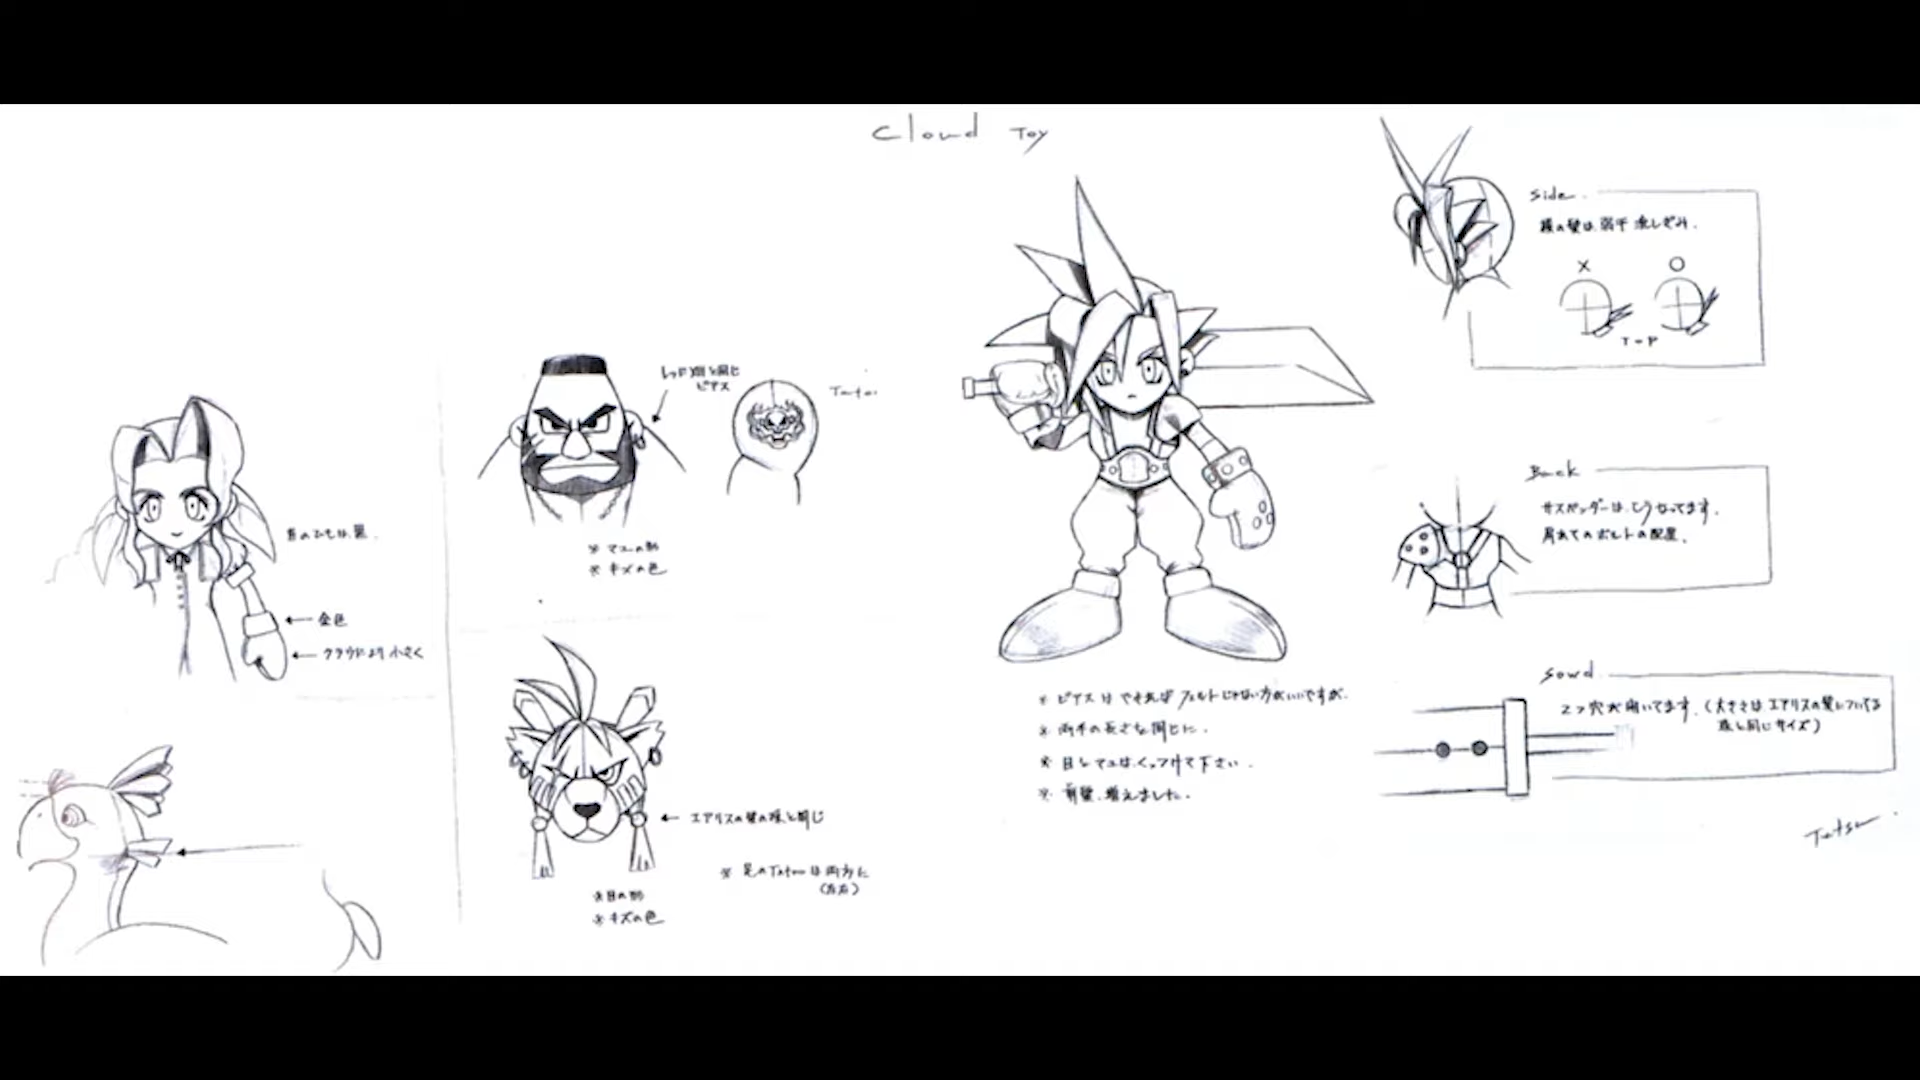 Cloud Toy
Side
後の髪は、若干流しぎみ.
×
○
TOP
レッドXIIIと同じ
ピアス
Tatoo
※ マユの形
※ キズの色
首のひもは黒.
金色
クラウドより小さく
Back
サスペンダーは、こうなってます.
肩あてのボルトの配置.
Sowd
2つ穴が開いてます.(大きさは、エアリスの髪についてる
珠と同じサイズ)
※ ピアスは できれば フェルトじゃない方がいいですが.
※ 両手の長さを同じに.
※ 目とマユは、くっつけて下さい.
※ 前髪、増えました.
エアリスの髪の珠と同じ
※ 足のTatooは両方に
(左右)
※ 目の形
※ キズの色
Tetsu